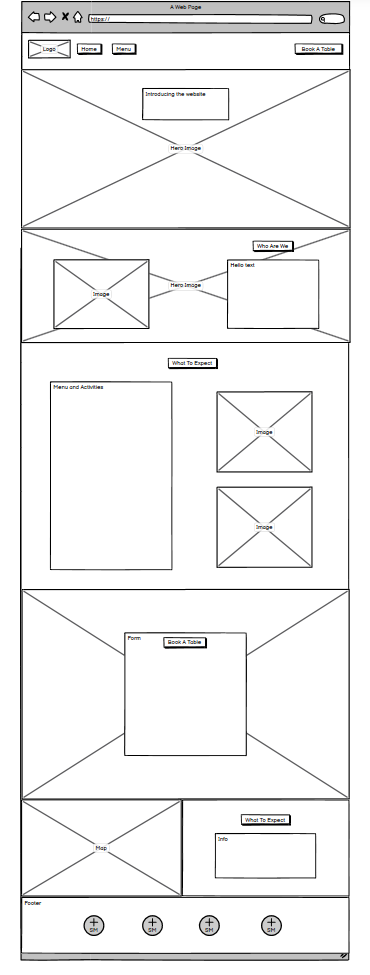 A Web Page
https://
Logo
Home
Menu
Book A Table
Introducing the website
Hero Image
Who Are We
Hello text
Image
Hero Image
What To Expect
Menu and Activities
Image
Image
Form
Book A Table
Map
What To Expect
Info
Footer
SM
SM
SM
SM